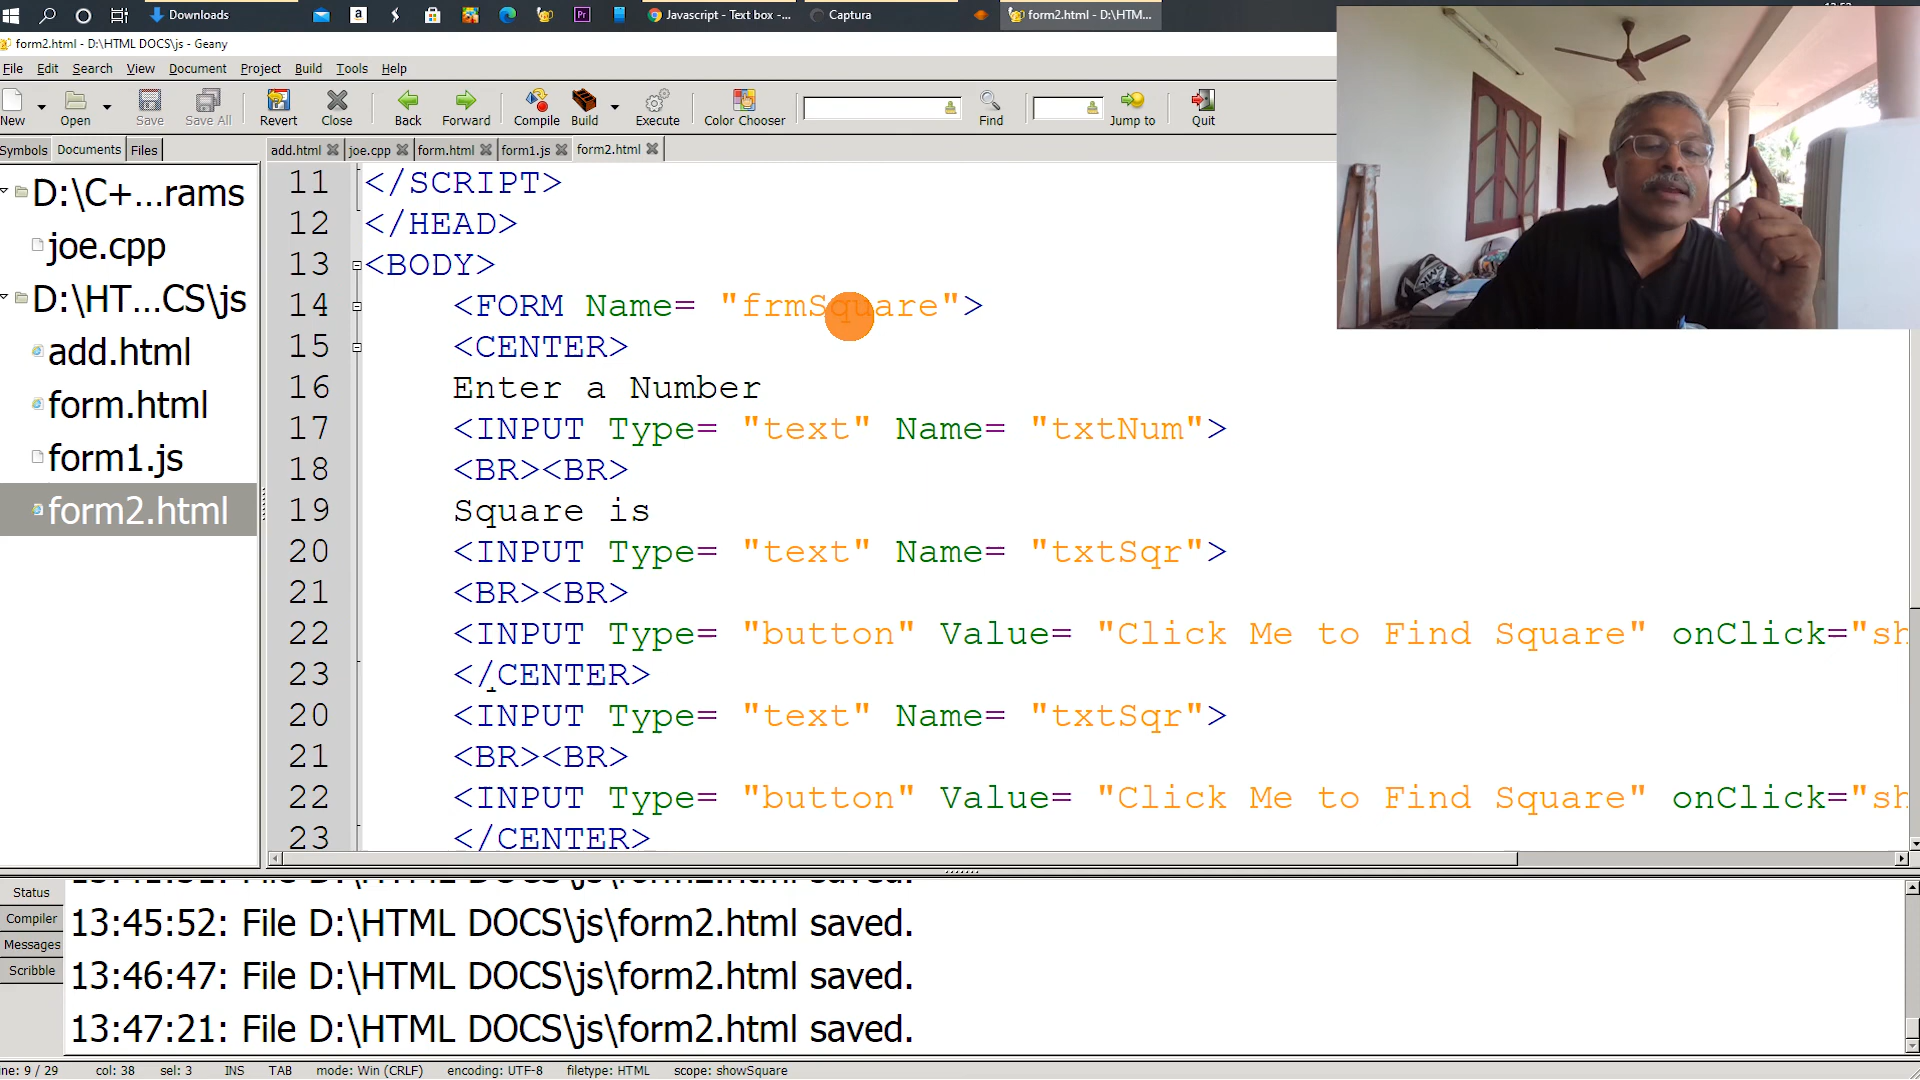 Downloads
a
Pr
Javascript - Text box -...
Captura
form2.html - D:\HTM...
form2.html - D:\HTML DOCS\js - Geany
File Edit Search View Document Project Build Tools Help
New Open Save Save All Revert Close Back Forward Compile Build Execute Color Chooser Find Jump to Quit
Symbols Documents Files
add.html joe.cpp form.html form1.js form2.html
D:\C+...rams
joe.cpp
D:\HT...CS\js
add.html
form.html
form1.js
form2.html
11 </SCRIPT>
12 </HEAD>
13 <BODY>
14 <FORM Name= "frmSquare">
15 <CENTER>
16 Enter a Number
17 <INPUT Type= "text" Name= "txtNum">
18 <BR><BR>
19 Square is
20 <INPUT Type= "text" Name= "txtSqr">
21 <BR><BR>
22 <INPUT Type= "button" Value= "Click Me to Find Square" onClick="sh
23 </CENTER>
20 <INPUT Type= "text" Name= "txtSqr">
21 <BR><BR>
22 <INPUT Type= "button" Value= "Click Me to Find Square" onClick="sh
23 </CENTER>
Status
Compiler
Messages
Scribble
13:45:52: File D:\HTML DOCS\js\form2.html saved.
13:46:47: File D:\HTML DOCS\js\form2.html saved.
13:47:21: File D:\HTML DOCS\js\form2.html saved.
ine: 9 / 29 col: 38 sel: 3 INS TAB mode: Win (CRLF) encoding: UTF-8 filetype: HTML scope: showSquare